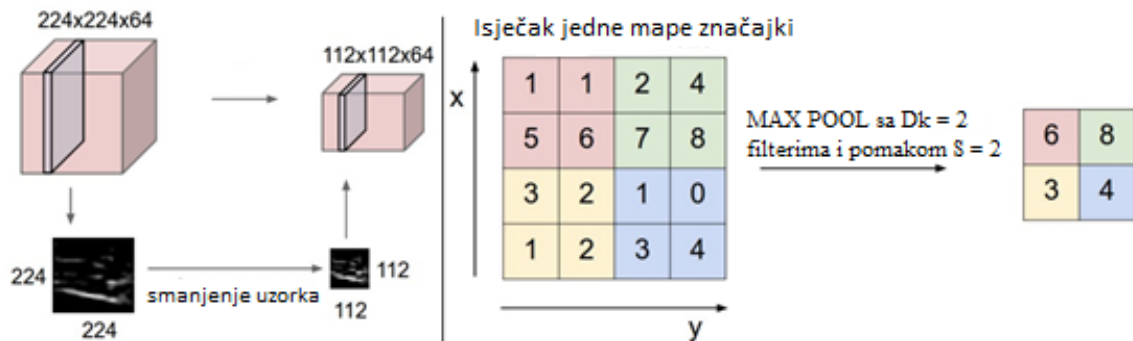 224x224x64
112x112x64
224
224
smanjenje uzorka
112
112
Isječak jedne mape značajki
x
1 1 2 4
5 6 7 8
3 2 1 0
1 2 3 4
y
MAX POOL sa Dk = 2
filterima i pomakom S = 2
6 8
3 4